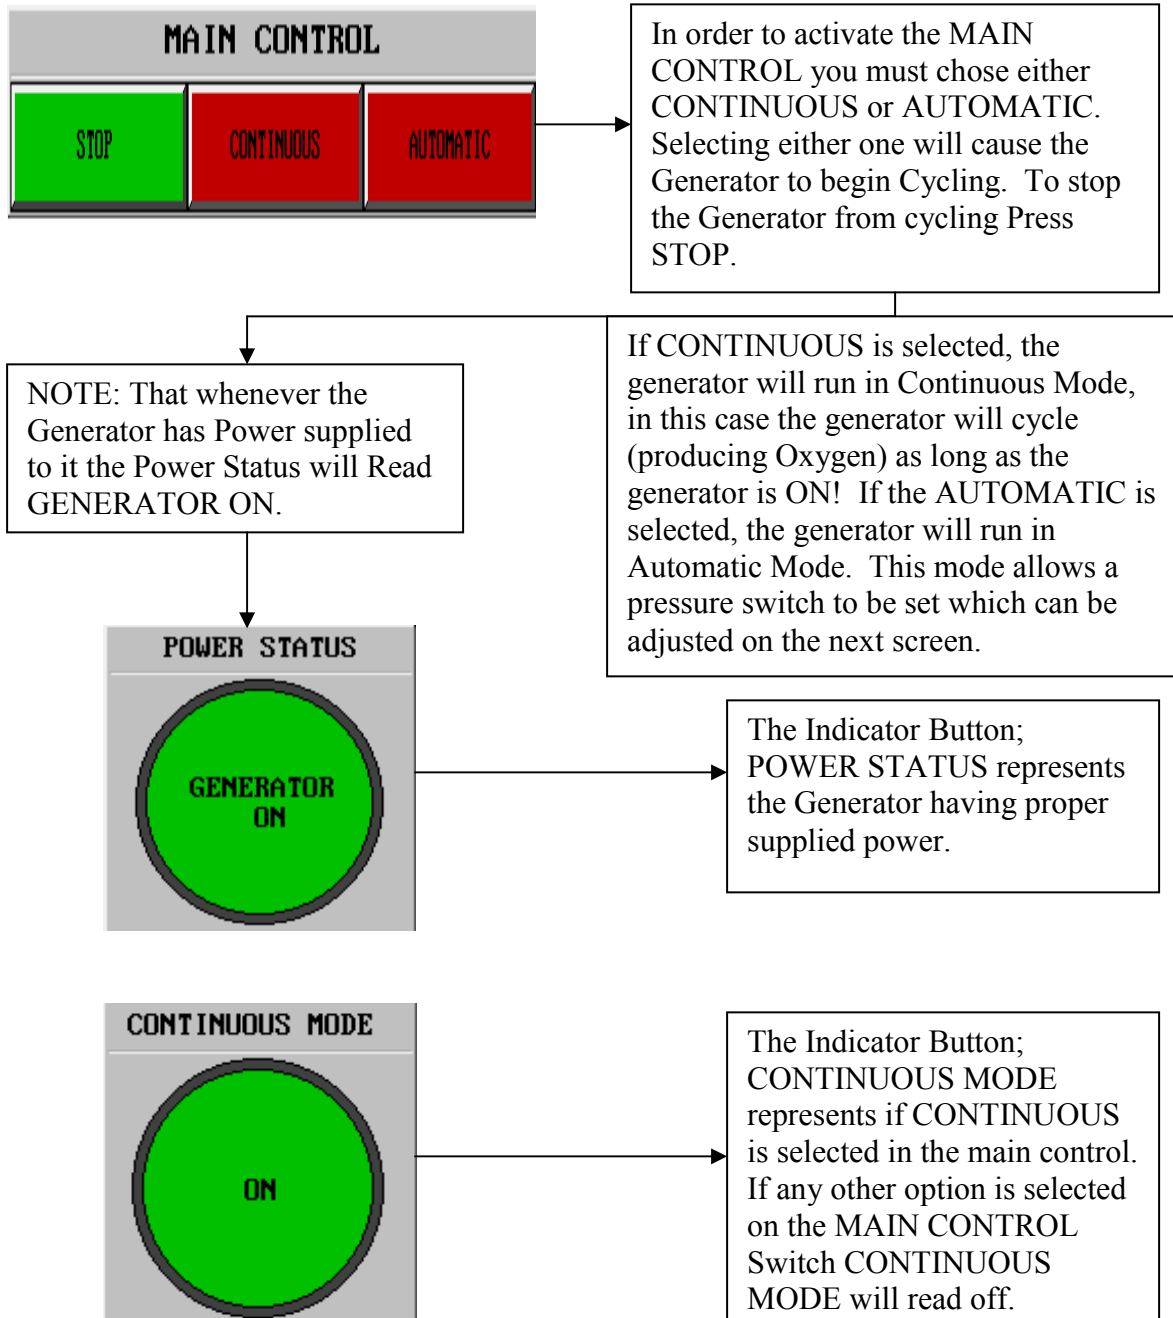 MAIN CONTROL
STOP
CONTINUOUS
AUTOMATIC
In order to activate the MAIN
CONTROL you must chose either
CONTINUOUS or AUTOMATIC.
Selecting either one will cause the
Generator to begin Cycling. To stop
the Generator from cycling Press
STOP.
NOTE: That whenever the
Generator has Power supplied
to it the Power Status will Read
GENERATOR ON.
If CONTINUOUS is selected, the
generator will run in Continuous Mode,
in this case the generator will cycle
(producing Oxygen) as long as the
generator is ON! If the AUTOMATIC is
selected, the generator will run in
Automatic Mode. This mode allows a
pressure switch to be set which can be
adjusted on the next screen.
POWER STATUS
GENERATOR
ON
The Indicator Button;
POWER STATUS represents
the Generator having proper
supplied power.
CONTINUOUS MODE
ON
The Indicator Button;
CONTINUOUS MODE
represents if CONTINUOUS
is selected in the main control.
If any other option is selected
on the MAIN CONTROL
Switch CONTINUOUS
MODE will read off.